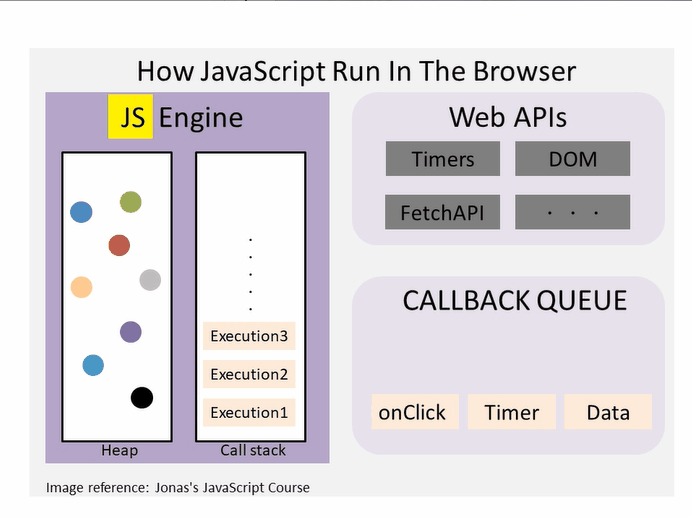 How JavaScript Run In The Browser
JS Engine
Heap
. . . . .
Execution3
Execution2
Execution1
Call stack
Web APIs
Timers
DOM
FetchAPI
. . .
CALLBACK QUEUE
onClick
Timer
Data
Image reference: Jonas's JavaScript Course